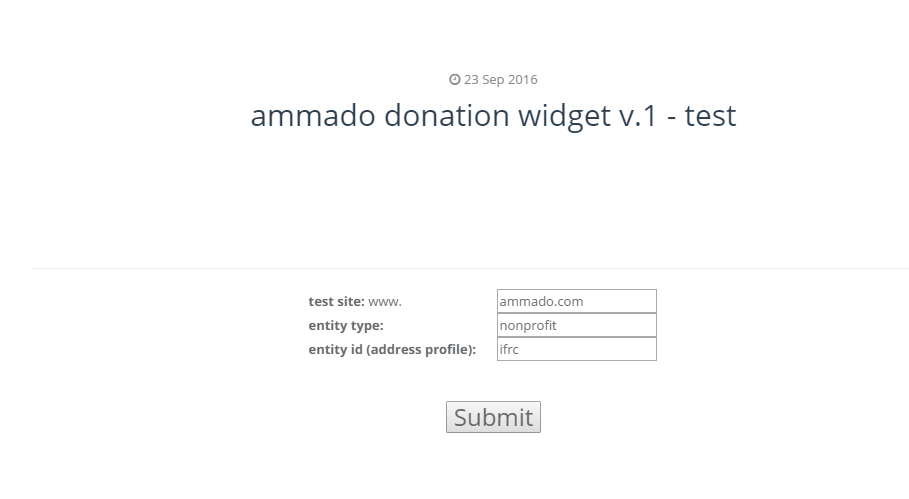 23 Sep 2016
ammado donation widget v.1 - test
test site: www. ammado.com
entity type: nonprofit
entity id (address profile): ifrc
Submit